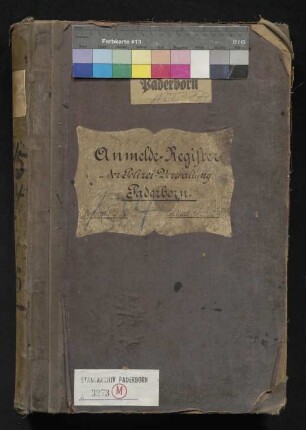 Farbkarte #13
B.I.G.
Paderborn
Anmelde-Register
der Polizei-Verwaltung
Paderborn.
STADTARCHIV PADERBORN
3273 M